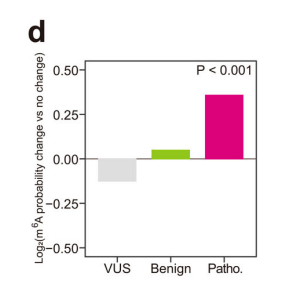 d
Log₂(m⁶A probability change vs no change)
P < 0.001
0.50
0.25
0.00
−0.25
−0.50
VUS Benign Patho.